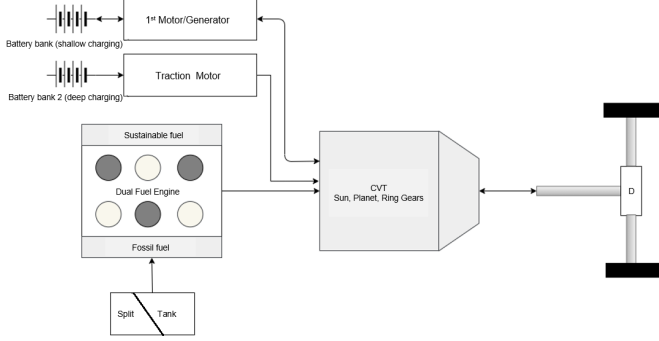 1st Motor/Generator
Battery bank (shallow charging)
Traction Motor
Battery bank 2 (deep charging)
Sustainable fuel
Dual Fuel Engine
Fossil fuel
Split Tank
CVT
Sun, Planet, Ring Gears
D